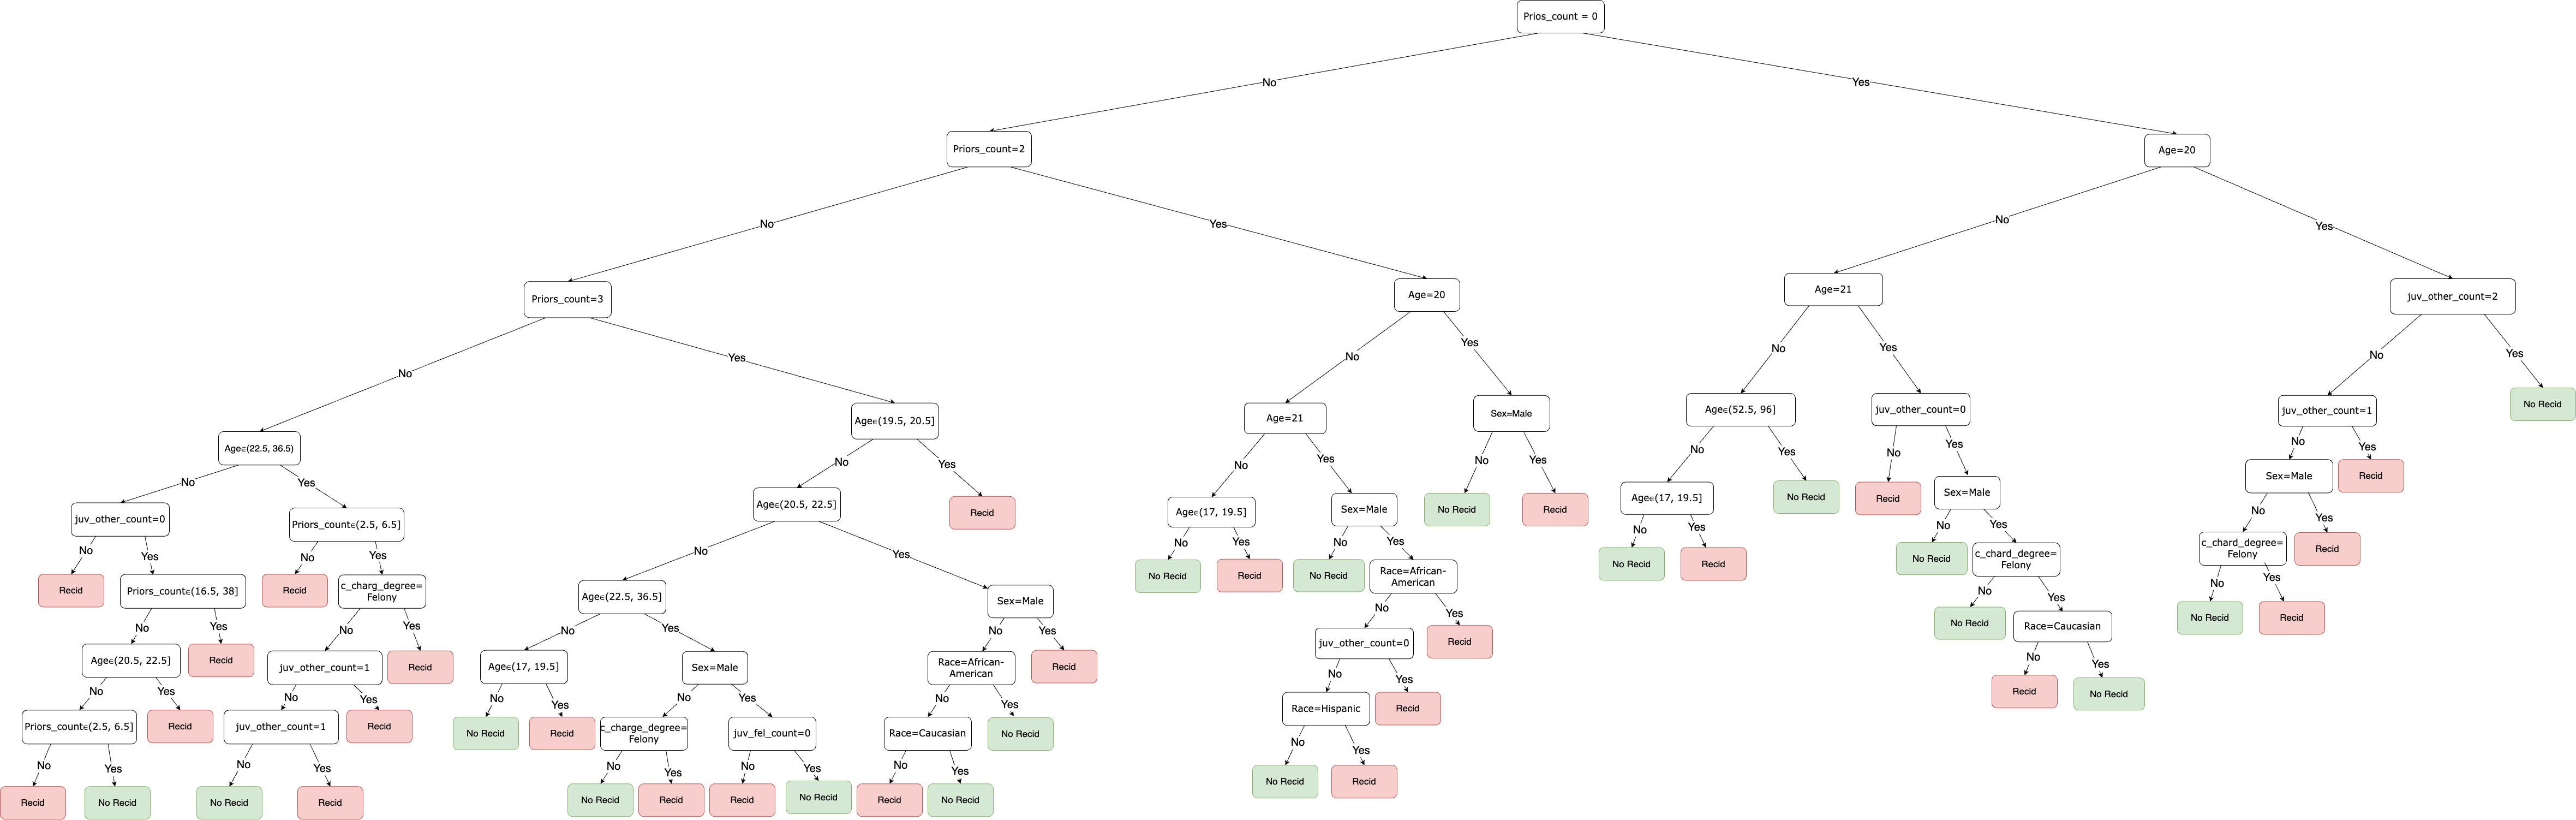 Prios_count = 0
No
Yes
Priors_count=2
Age=20
No
Yes
No
Yes
Priors_count=3
Age=20
Age=21
juv_other_count=2
No
Yes
No
Yes
No
Yes
No
Yes
Age∈(22.5, 36.5)
Age∈(19.5, 20.5]
Age=21
Sex=Male
Age∈(52.5, 96]
juv_other_count=0
juv_other_count=1
No Recid
No
Yes
No
Yes
No
Yes
No
Yes
No
Yes
No
Yes
No
Yes
juv_other_count=0
Priors_count∈(2.5, 6.5]
Age∈(20.5, 22.5]
Recid
Age∈(17, 19.5]
Sex=Male
No Recid
Recid
Age∈(17, 19.5]
No Recid
Recid
Sex=Male
Sex=Male
Recid
No
Yes
No
Yes
No
Yes
No
Yes
No
Yes
No
Yes
No
Yes
No
Yes
Recid
Priors_count∈(16.5, 38]
Recid
c_charg_degree=
Felony
Age∈(22.5, 36.5]
Sex=Male
No Recid
Recid
No Recid
Race=African-
American
No Recid
Recid
No Recid
c_chard_degree=
Felony
c_chard_degree=
Felony
Recid
No
Yes
No
Yes
No
Yes
No
Yes
No
Yes
No
Yes
No
Yes
Age∈(20.5, 22.5]
Recid
juv_other_count=1
Recid
Age∈(17, 19.5]
Sex=Male
Race=African-
American
Recid
juv_other_count=0
Recid
No Recid
Race=Caucasian
No Recid
Recid
No
Yes
No
Yes
No
Yes
No
Yes
No
Yes
No
Yes
No
Yes
Priors_count∈(2.5, 6.5]
Recid
juv_other_count=1
Recid
No Recid
Recid
c_charge_degree=
Felony
juv_fel_count=0
Race=Caucasian
No Recid
Race=Hispanic
Recid
Recid
No Recid
No
Yes
No
Yes
No
Yes
No
Yes
No
Yes
No
Yes
Recid
No Recid
No Recid
Recid
No Recid
Recid
Recid
No Recid
Recid
No Recid
No Recid
Recid